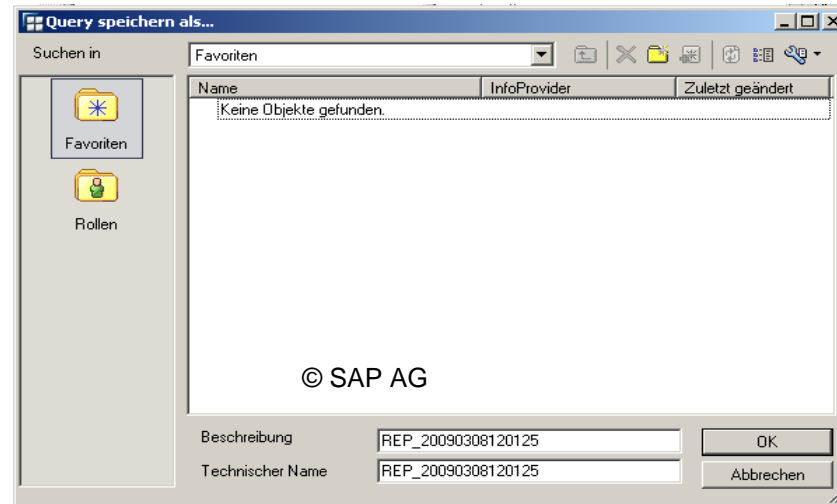 Query speichern als...
Suchen in
Favoriten
Name InfoProvider Zuletzt geändert
Keine Objekte gefunden.
Favoriten
Rollen
© SAP AG
Beschreibung REP_20090308120125 OK
Technischer Name REP_20090308120125 Abbrechen